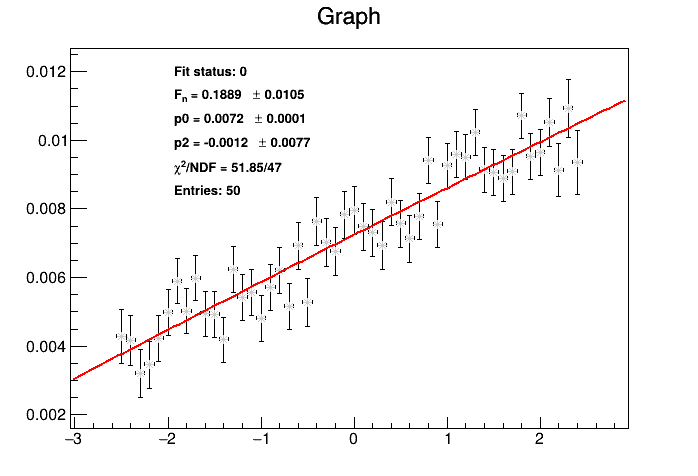 Graph
Fit status: 0
Fn = 0.1889 ± 0.0105
p0 = 0.0072 ± 0.0001
p2 = -0.0012 ± 0.0077
χ²/NDF = 51.85/47
Entries: 50
0.012
0.01
0.008
0.006
0.004
0.002
−3 −2 −1 0 1 2